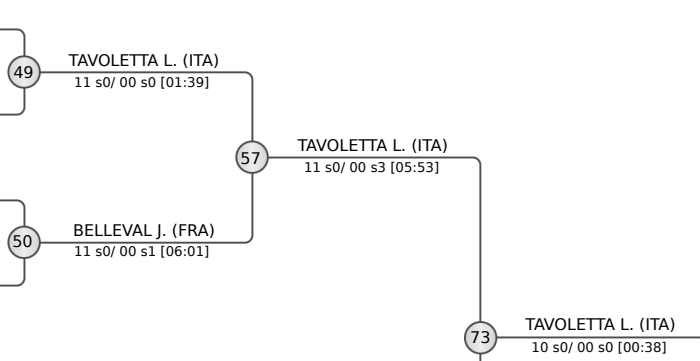 TAVOLETTA L. (ITA)
49
11 s0/ 00 s0 [01:39]
TAVOLETTA L. (ITA)
57
11 s0/ 00 s3 [05:53]
BELLEVAL J. (FRA)
50
11 s0/ 00 s1 [06:01]
TAVOLETTA L. (ITA)
73
10 s0/ 00 s0 [00:38]